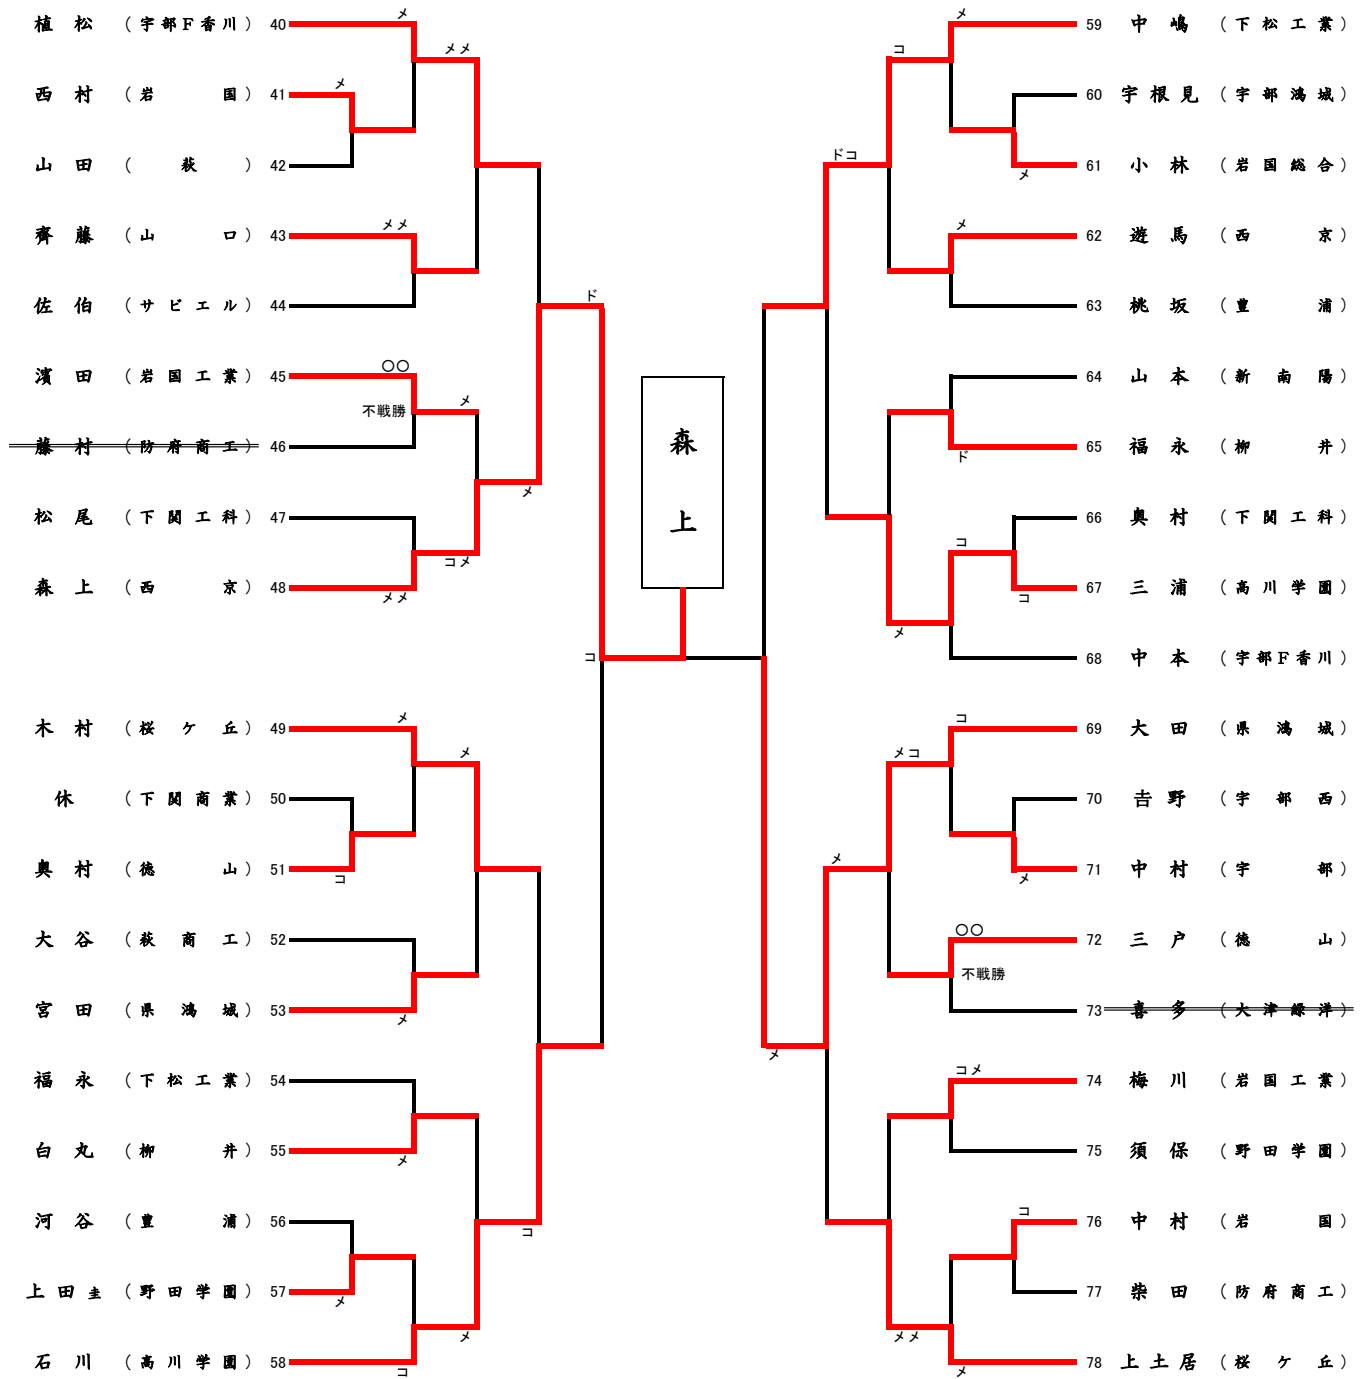 植松 (宇部F香川) 40
メ
メメ
西村 (岩国) 41
メ
山田 (萩) 42
齊藤 (山口) 43
メメ
佐伯 (サビエル) 44
ド
濱田 (岩国工業) 45
〇〇
不戦勝
メ
藤村 (防府商工) 46
メ
松尾 (下関工科) 47
コメ
森上 (西京) 48
メメ
コ
木村 (桜ケ丘) 49
メ
メ
休 (下関商業) 50
奥村 (徳山) 51
コ
大谷 (萩商工) 52
宮田 (県鴻城) 53
メ
福永 (下松工業) 54
白丸 (柳井) 55
メ
河谷 (豊浦) 56
コ
上田圭 (野田学園) 57
メ
メ
石川 (高川学園) 58
コ
森上
メ
59 中嶋 (下松工業)
コ
60 宇根見 (宇部鴻城)
ドコ
61 小林 (岩国総合)
メ
メ
62 遊馬 (西京)
63 桃坂 (豊浦)
64 山本 (新南陽)
65 福永 (柳井)
ド
66 奥村 (下関工科)
コ
67 三浦 (高川学園)
コ
メ
68 中本 (宇部F香川)
コ
69 大田 (県鴻城)
メコ
70 吉野 (宇部西)
メ
71 中村 (宇部)
メ
〇〇
72 三戸 (徳山)
不戦勝
73 喜多 (大津緑洋)
メ
コメ
74 梅川 (岩国工業)
75 須保 (野田学園)
コ
76 中村 (岩国)
77 柴田 (防府商工)
メメ
78 上土居 (桜ケ丘)
メ